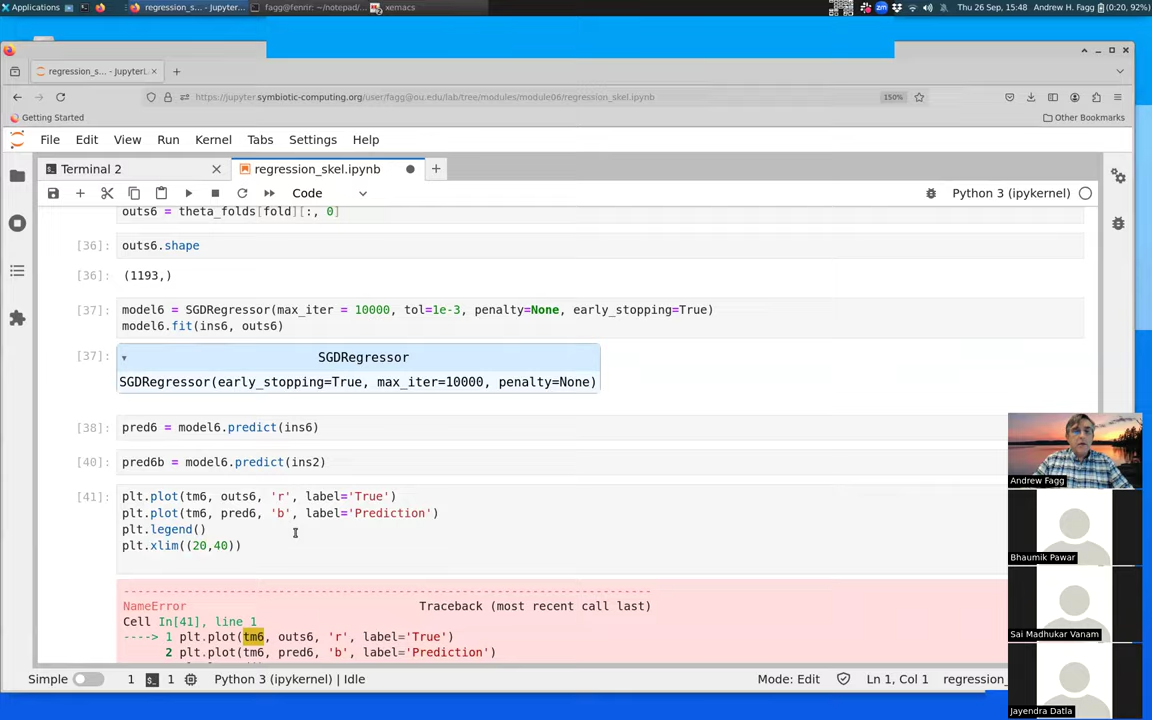 Applications
regression_s... - Jupyter...
fagg@fenrir: ~/notepad/...
xemacs
zm
Thu 26 Sep, 15:48
Andrew H. Fagg
(0:20, 92%)
regression_s... - JupyterL
https://jupyter.symbiotic-computing.org/user/fagg@ou.edu/lab/tree/modules/module06/regression_skel.ipynb
150%
Getting Started
Other Bookmarks
File Edit View Run Kernel Tabs Settings Help
Terminal 2
regression_skel.ipynb
Code
Python 3 (ipykernel)
outs6 = theta_folds[fold][:, 0]
[36]: outs6.shape
[36]: (1193,)
[37]: model6 = SGDRegressor(max_iter = 10000, tol=1e-3, penalty=None, early_stopping=True)
model6.fit(ins6, outs6)
[37]: SGDRegressor
SGDRegressor(early_stopping=True, max_iter=10000, penalty=None)
[38]: pred6 = model6.predict(ins6)
[40]: pred6b = model6.predict(ins2)
[41]: plt.plot(tm6, outs6, 'r', label='True')
plt.plot(tm6, pred6, 'b', label='Prediction')
plt.legend()
plt.xlim((20,40))
---------------------------------------------------------------------------
NameError Traceback (most recent call last)
Cell In[41], line 1
----> 1 plt.plot(tm6, outs6, 'r', label='True')
2 plt.plot(tm6, pred6, 'b', label='Prediction')
Simple 1 1 Python 3 (ipykernel) | Idle
Mode: Edit Ln 1, Col 1 regression_
Andrew Fagg
Bhaumik Pawar
Sai Madhukar Vanam
Jayendra Datla